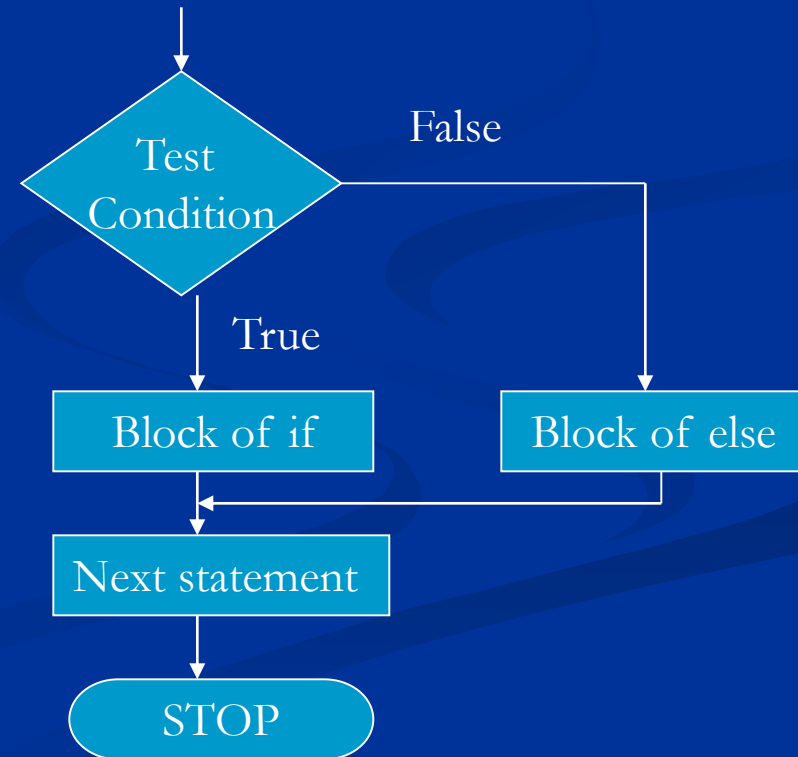 Test
Condition
False
True
Block of if
Block of else
Next statement
STOP